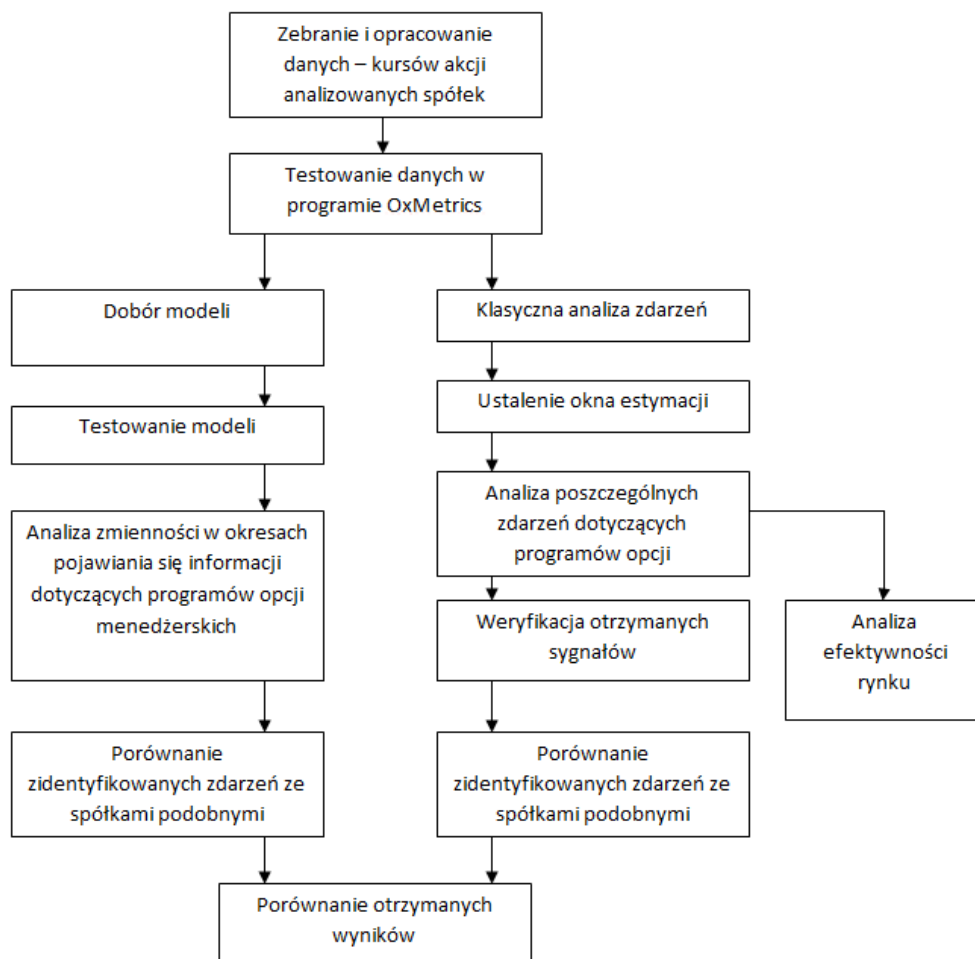 Zebranie i opracowanie
danych – kursów akcji
analizowanych spółek
Testowanie danych w
programie OxMetrics
Dobór modeli
Testowanie modeli
Analiza zmienności w okresach
pojawiania się informacji
dotyczących programów opcji
menedżerskich
Porównanie
zidentyfikowanych zdarzeń ze
spółkami podobnymi
Klasyczna analiza zdarzeń
Ustalenie okna estymacji
Analiza poszczególnych
zdarzeń dotyczących
programów opcji
Weryfikacja otrzymanych
sygnałów
Porównanie
zidentyfikowanych zdarzeń ze
spółkami podobnymi
Analiza
efektywności
rynku
Porównanie otrzymanych
wyników